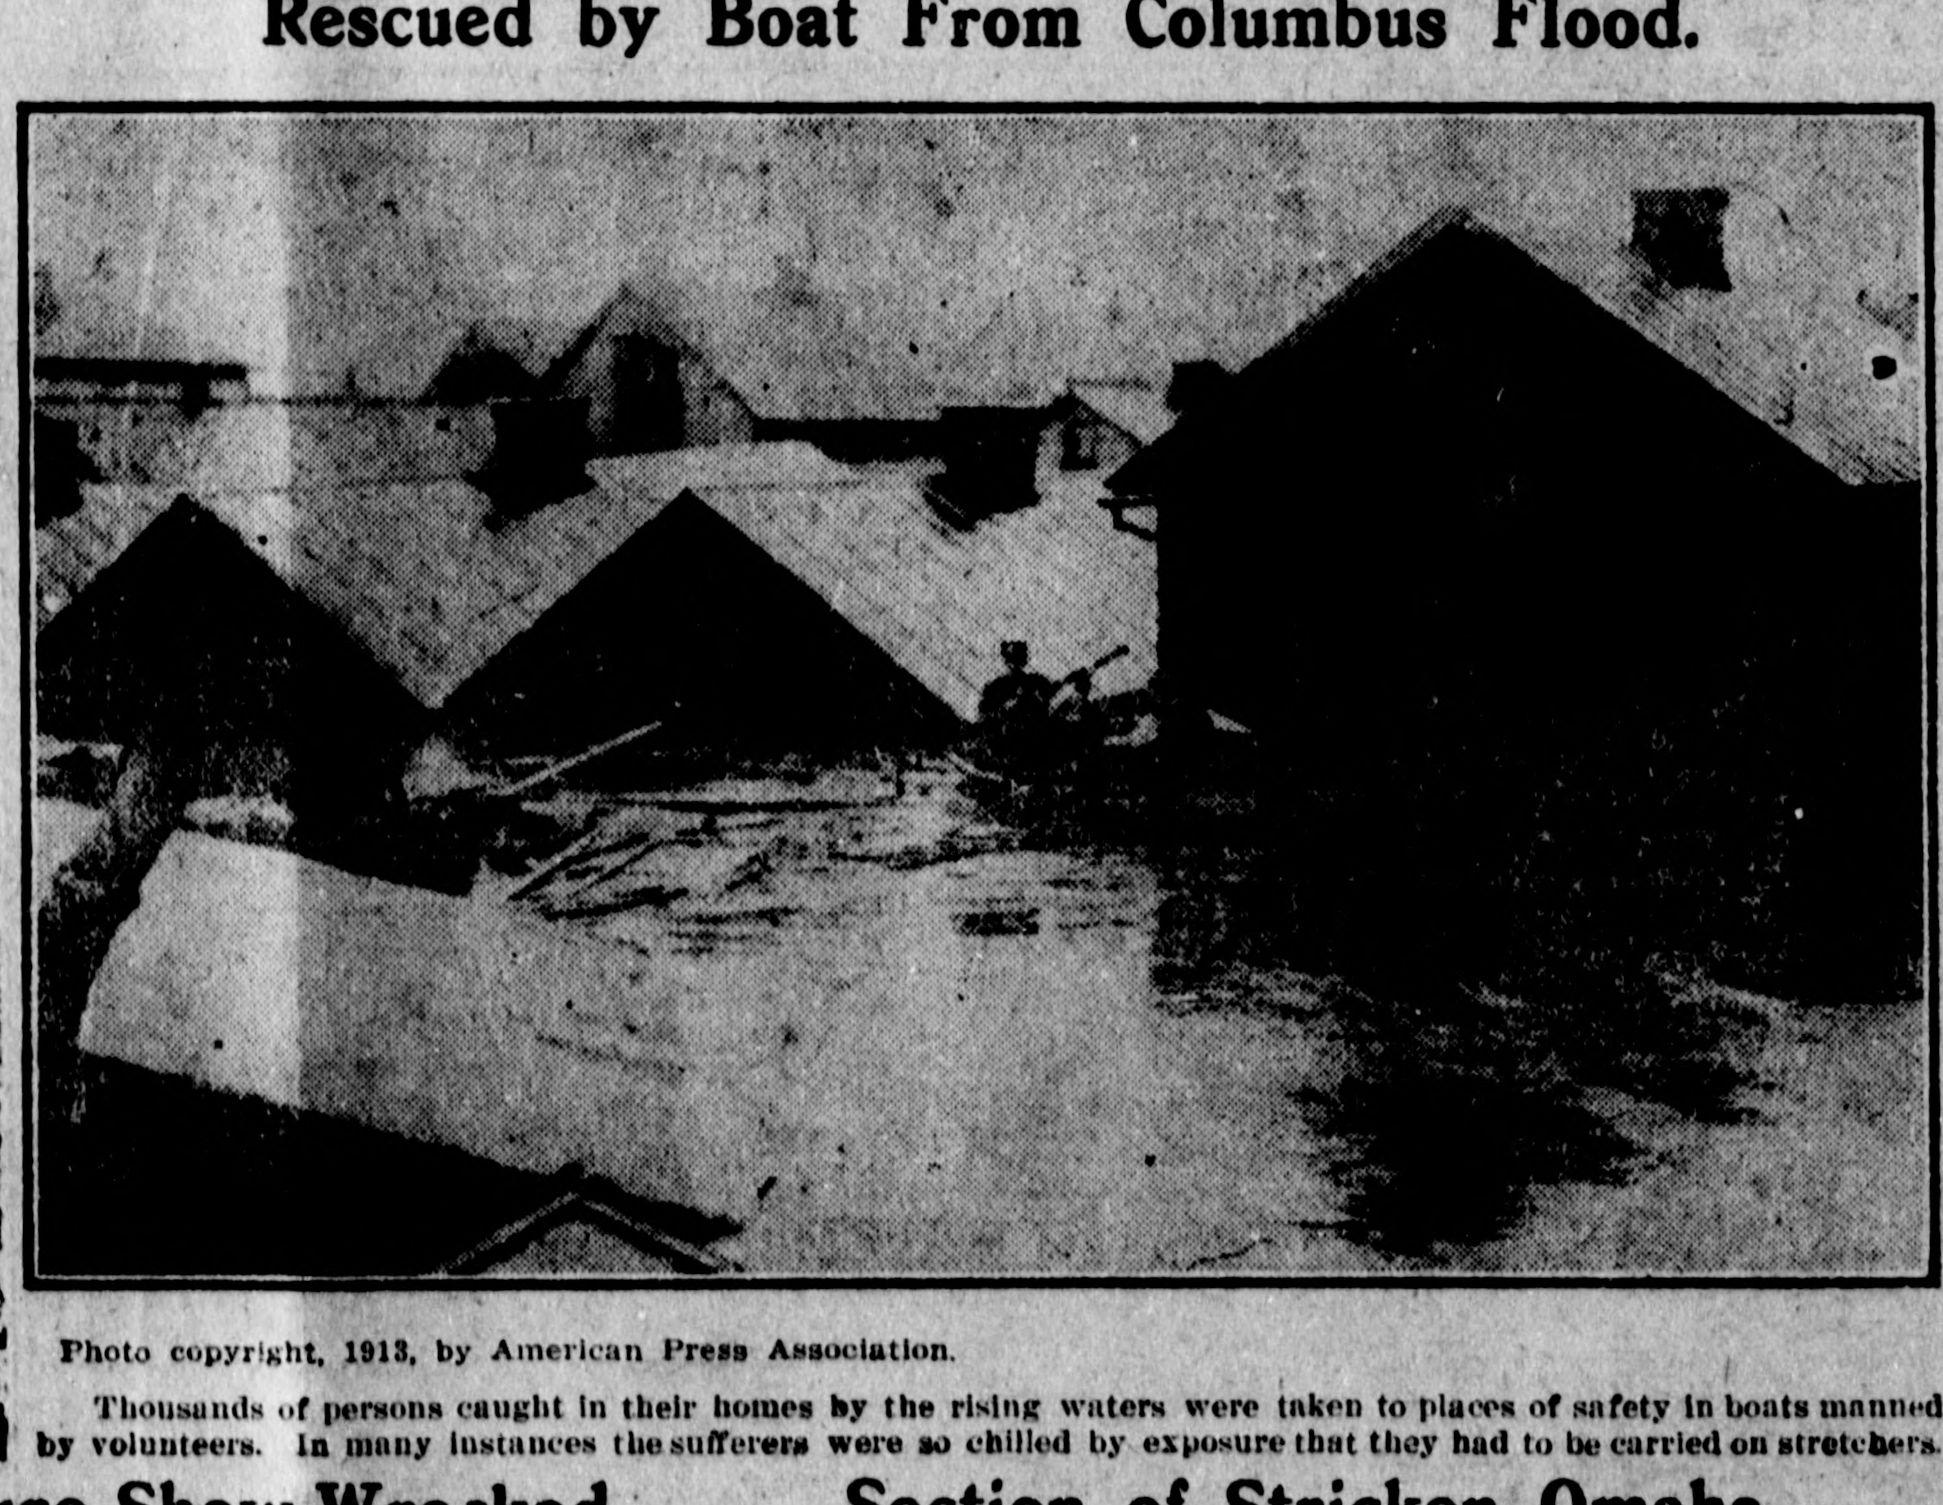 Rescued by Boat From Columbus Flood.
Photo copyright, 1913, by American Press Association.
Thousands of persons caught in their homes by the rising waters were taken to places of safety in boats manned
by volunteers. In many instances the sufferers were so chilled by exposure that they had to be carried on stretchers.
Show Wrecked
Section of Stricken Omaha